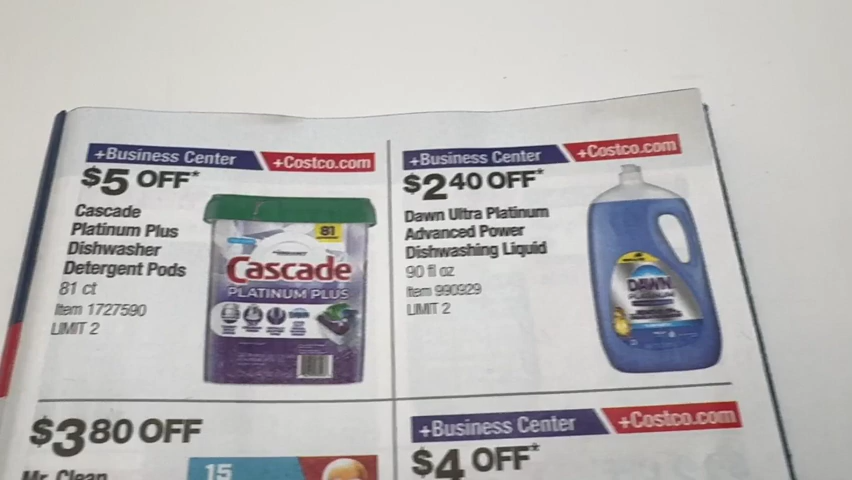 +Business Center +Costco.com
$5 OFF*
Cascade
Platinum Plus
Dishwasher
Detergent Pods
81 ct
Item 1727590
LIMIT 2
81
Cascade
PLATINUM PLUS
+Business Center +Costco.com
$2 40 OFF*
Dawn Ultra Platinum
Advanced Power
Dishwashing Liquid
90 fl oz
Item 990929
LIMIT 2
DAWN
PLATINUM
$3 80 OFF
Mr. Clean
15
+Business Center +Costco.com
$4 OFF*